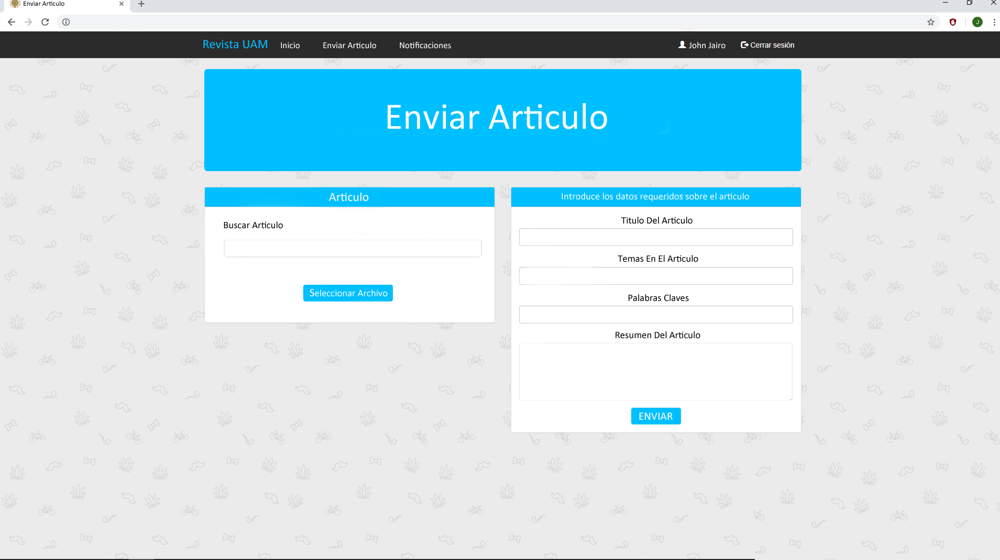 Enviar Articulo
J
Revista UAM Inicio Enviar Articulo Notificaciones John Jairo Cerrar sesión
Enviar Articulo
Articulo
Buscar Articulo
Seleccionar Archivo
Introduce los datos requeridos sobre el articulo
Titulo Del Articulo
Temas En El Articulo
Palabras Claves
Resumen Del Articulo
ENVIAR